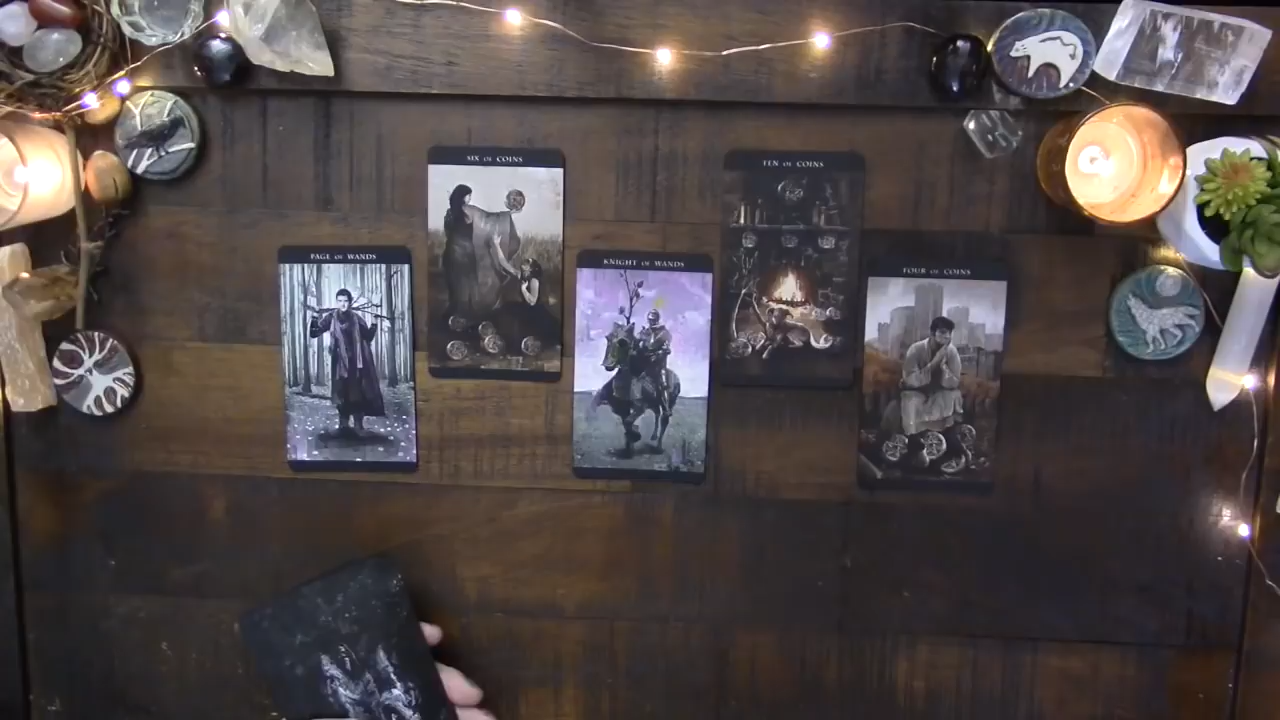 PAGE OF WANDS
SIX OF COINS
KNIGHT OF WANDS
TEN OF COINS
FOUR OF COINS